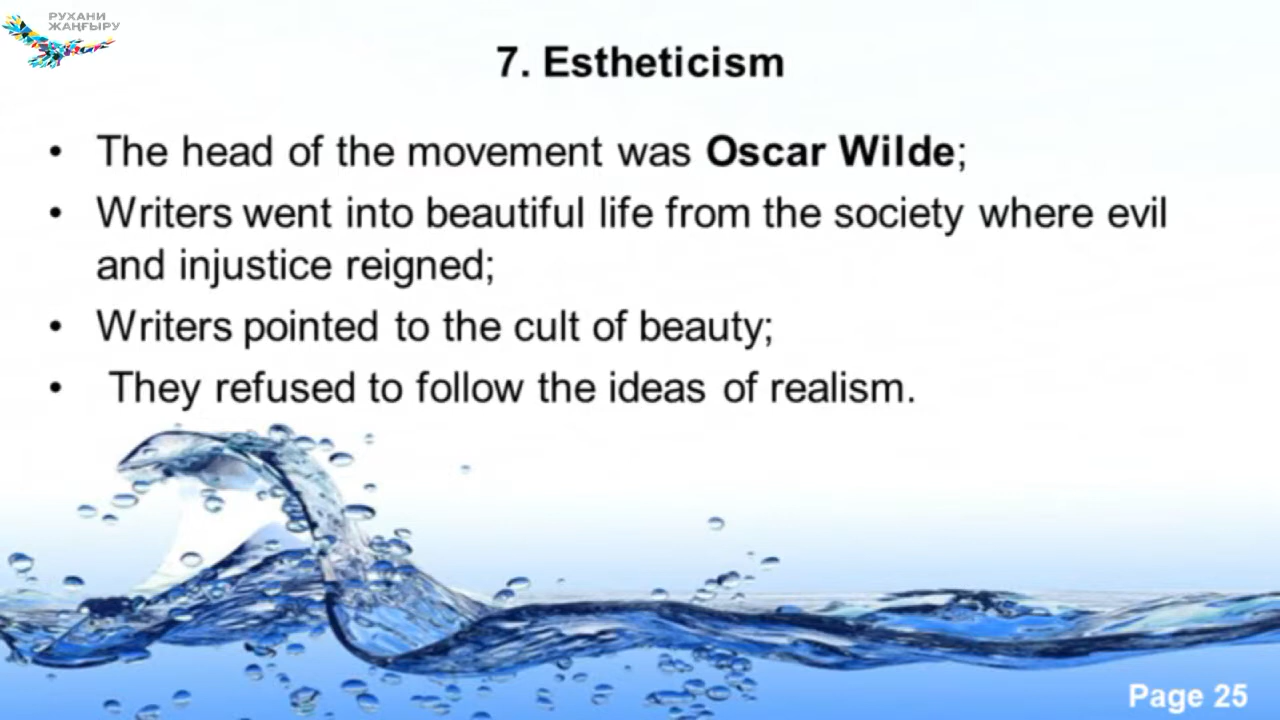 РУХАНИ
ЖАҢҒЫРУ
7. Estheticism
• The head of the movement was Oscar Wilde;
• Writers went into beautiful life from the society where evil
and injustice reigned;
• Writers pointed to the cult of beauty;
• They refused to follow the ideas of realism.
Page 25